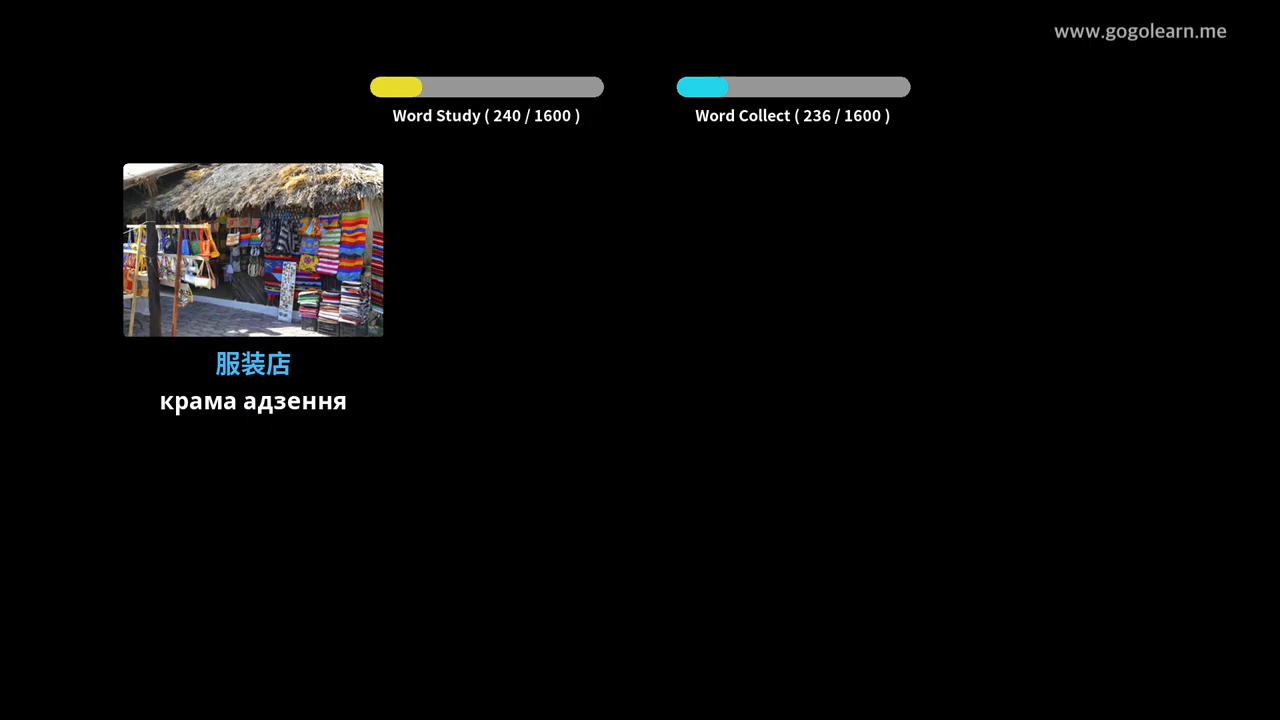 www.gogolearn.me
Word Study ( 240 / 1600 )
Word Collect ( 236 / 1600 )
服装店
крама адзення